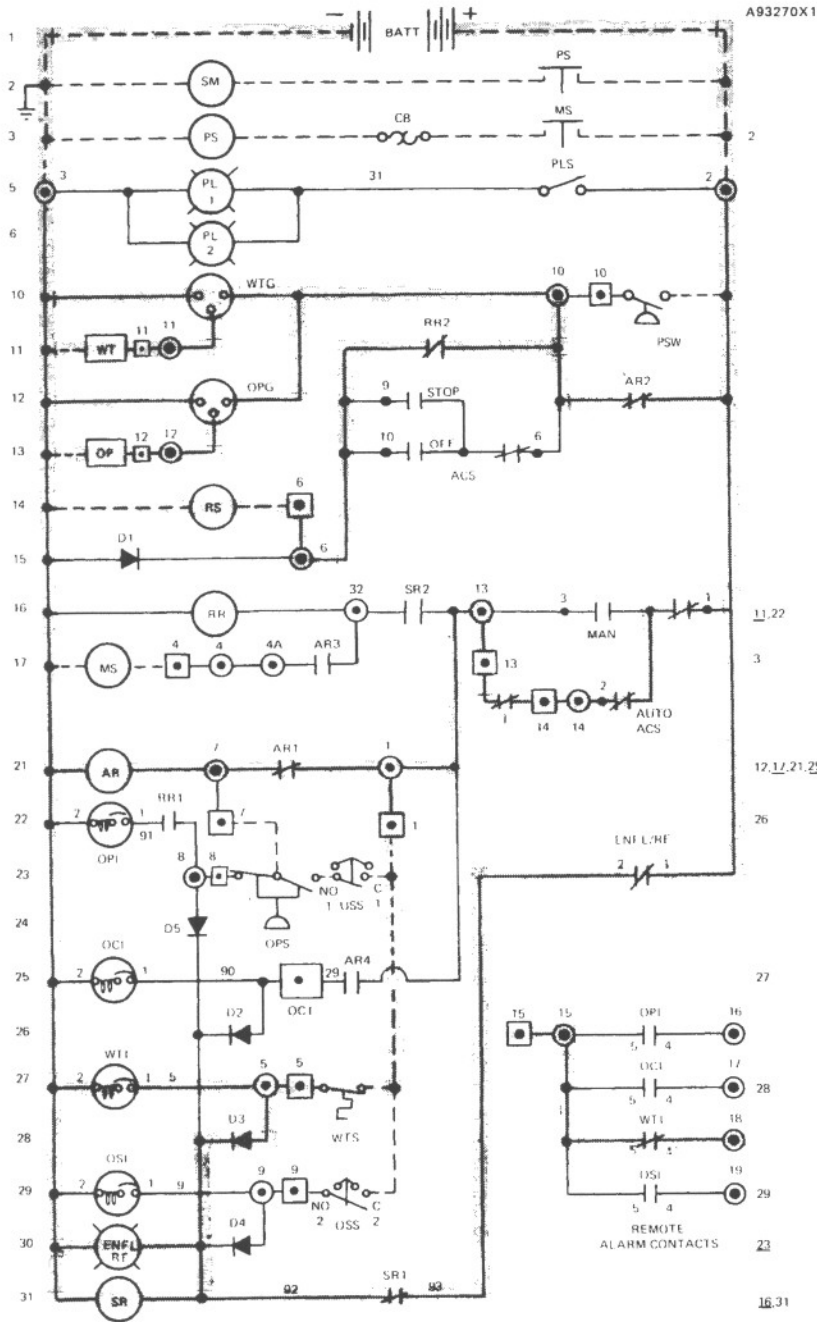 A93270X1
1 − BATT +
2 SM PS
3 PS CB MS 2
5 3 PL 1 31 PLS 2
6 PL 2
10 WTG 10 10 PSW
11 WT 11 11 RR2
12 OPG 9 STOP AR2
13 OP 12 12 10 OFF 6
ACS
14 RS 6
15 D1 6
16 RR 32 SR2 13 3 MAN 1 11,22
17 MS 4 4 4A AR3 13 3
1 14 14 2 AUTO
ACS
21 AR 7 AR1 1 12,17,21,25
22 2 OPI 1 91 RR1 7 1 26
23 8 8 NO 1 USS C 1 2 ENFL/RE 1
24 D5 OPS
25 2 OCI 1 90 OCI 29 AR4 27
26 D2 15 15 5 OPI 4 16
27 2 WTI 1 5 5 5 WTS 5 OCI 4 17 28
28 D3 5 WTI 4 18
29 2 OSI 1 9 9 9 NO 2 OSS C 2 5 OSI 4 19 29
30 ENFL RE D4 REMOTE
ALARM CONTACTS 23
31 SR 92 SR1 93 16,31